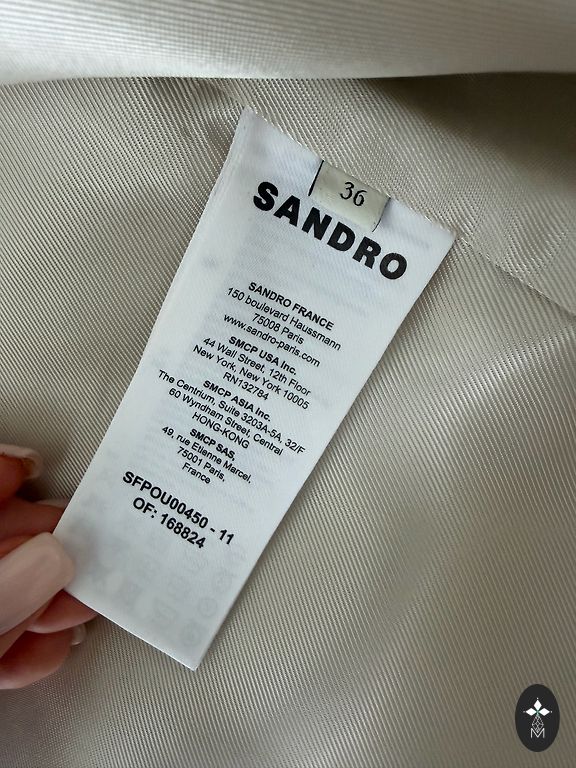 36
SANDRO
SANDRO FRANCE
150 boulevard Haussmann
75008 Paris
www.sandro-paris.com
SMCP USA Inc.
44 Wall Street, 12th Floor
New York, New York 10005
RN132784
SMCP ASIA Inc.
The Centrium, Suite 3203A-5A, 32/F
60 Wyndham Street, Central
HONG-KONG
SMCP SAS,
49, rue Etienne Marcel,
75001 Paris,
France
SFPOU00450 - 11
OF: 168824
M